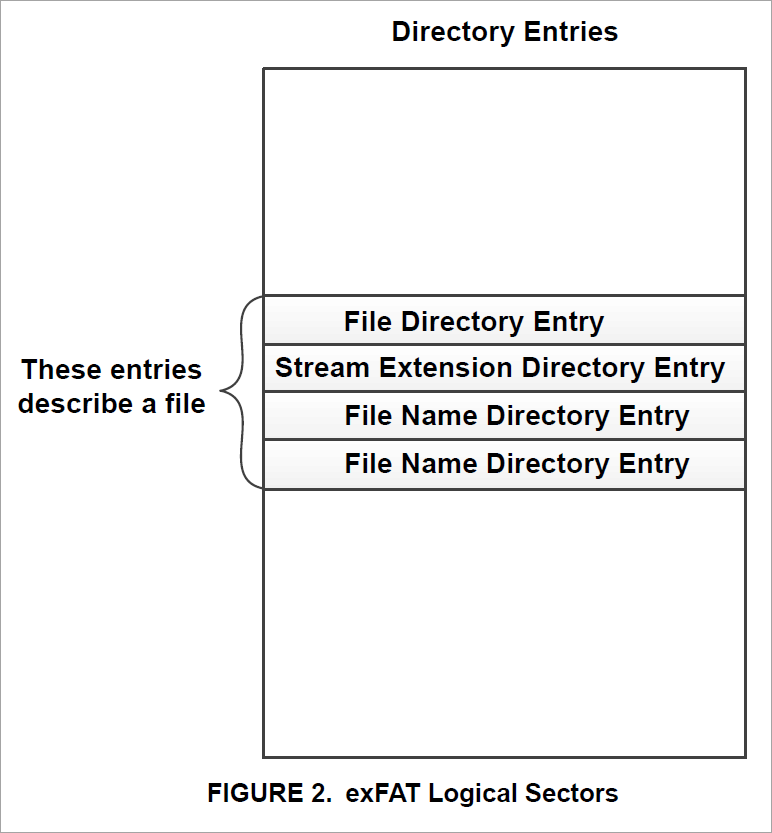 Directory Entries
File Directory Entry
Stream Extension Directory Entry
These entries
describe a file
File Name Directory Entry
File Name Directory Entry
FIGURE 2. exFAT Logical Sectors